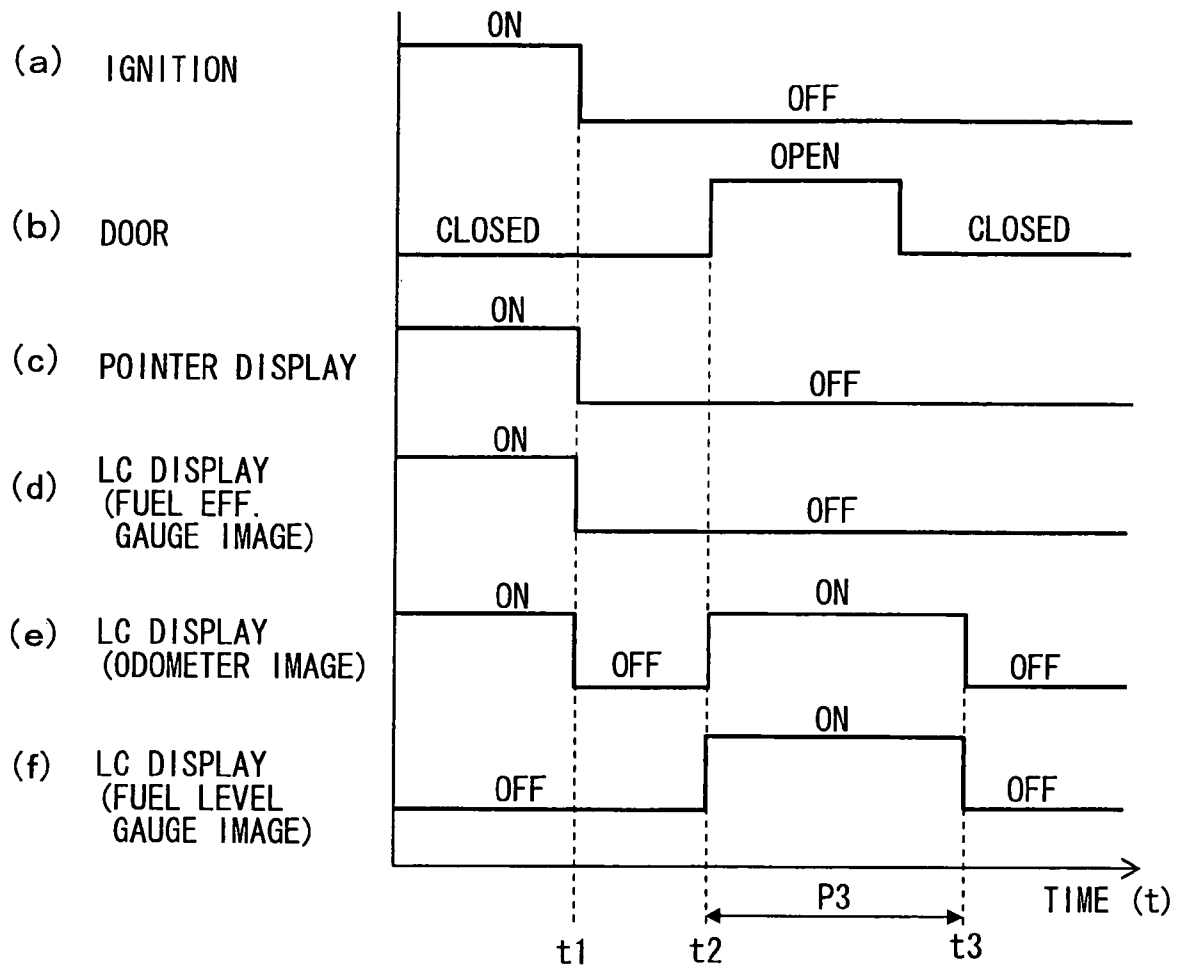 ON
(a) IGNITION
OFF
OPEN
(b) DOOR
CLOSED
CLOSED
ON
(c) POINTER DISPLAY
OFF
ON
(d) LC DISPLAY
(FUEL EFF.
GAUGE IMAGE)
OFF
ON
ON
(e) LC DISPLAY
(ODOMETER IMAGE)
OFF
OFF
ON
(f) LC DISPLAY
(FUEL LEVEL
GAUGE IMAGE)
OFF
OFF
P3
TIME (t)
t1
t2
t3